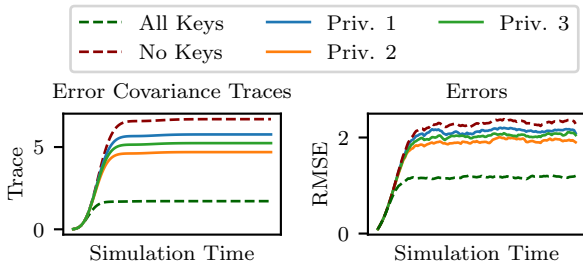 All Keys
No Keys
Priv. 1
Priv. 2
Priv. 3
Error Covariance Traces
Trace
5
0
Simulation Time
Errors
RMSE
2
0
Simulation Time